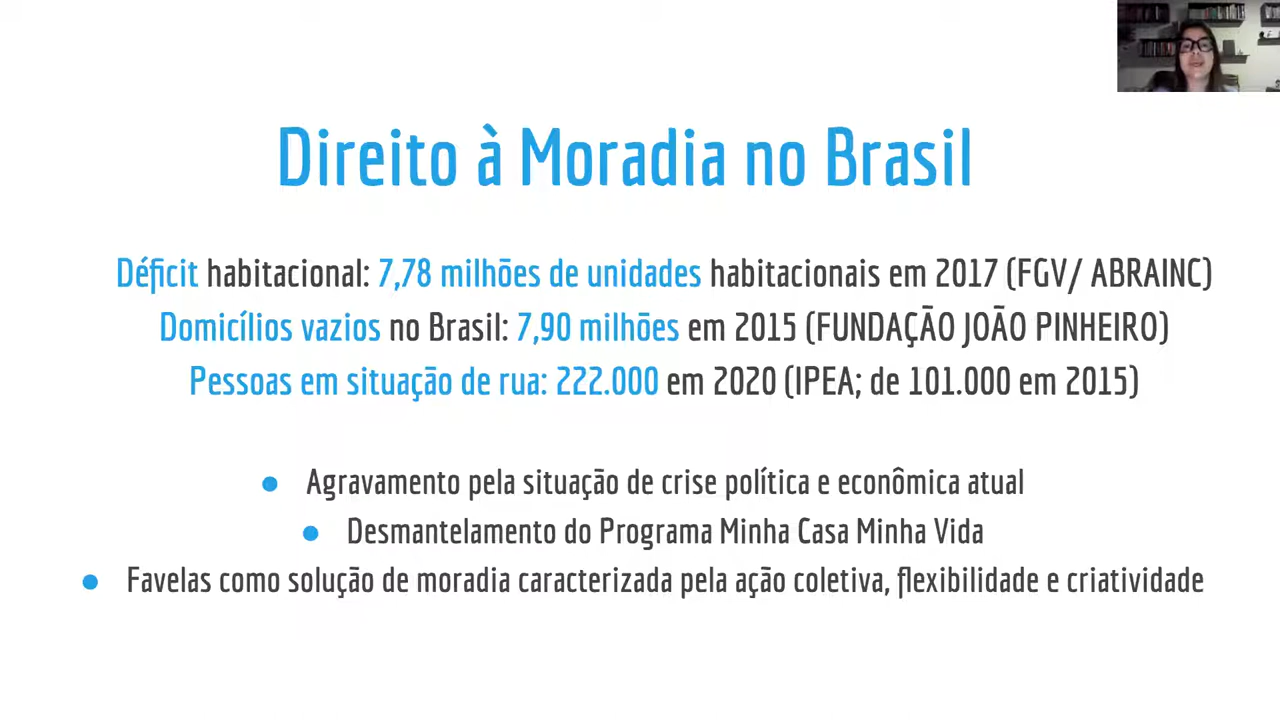 Direito à Moradia no Brasil
Déficit habitacional: 7,78 milhões de unidades habitacionais em 2017 (FGV/ ABRAINC)
Domicílios vazios no Brasil: 7,90 milhões em 2015 (FUNDAÇÃO JOÃO PINHEIRO)
Pessoas em situação de rua: 222.000 em 2020 (IPEA; de 101.000 em 2015)
● Agravamento pela situação de crise política e econômica atual
● Desmantelamento do Programa Minha Casa Minha Vida
● Favelas como solução de moradia caracterizada pela ação coletiva, flexibilidade e criatividade